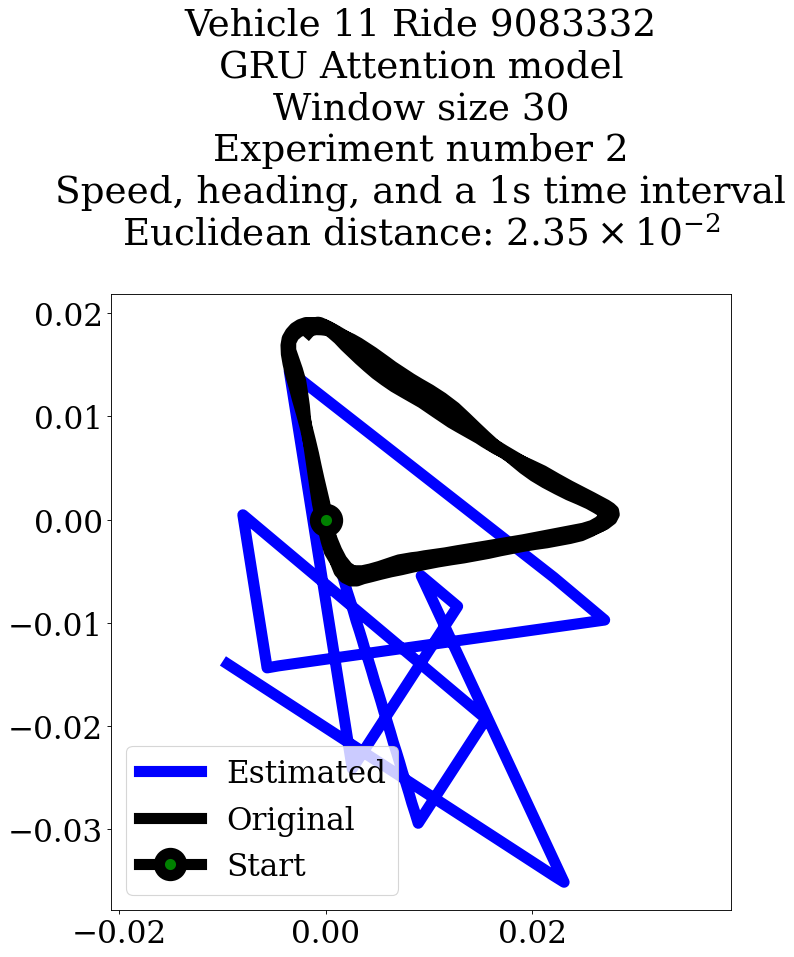 Vehicle 11 Ride 9083332
GRU Attention model
Window size 30
Experiment number 2
Speed, heading, and a 1s time interval
Euclidean distance: 2.35 × 10⁻²
0.02
0.01
0.00
−0.01
−0.02
−0.03
Estimated
Original
Start
−0.02 0.00 0.02